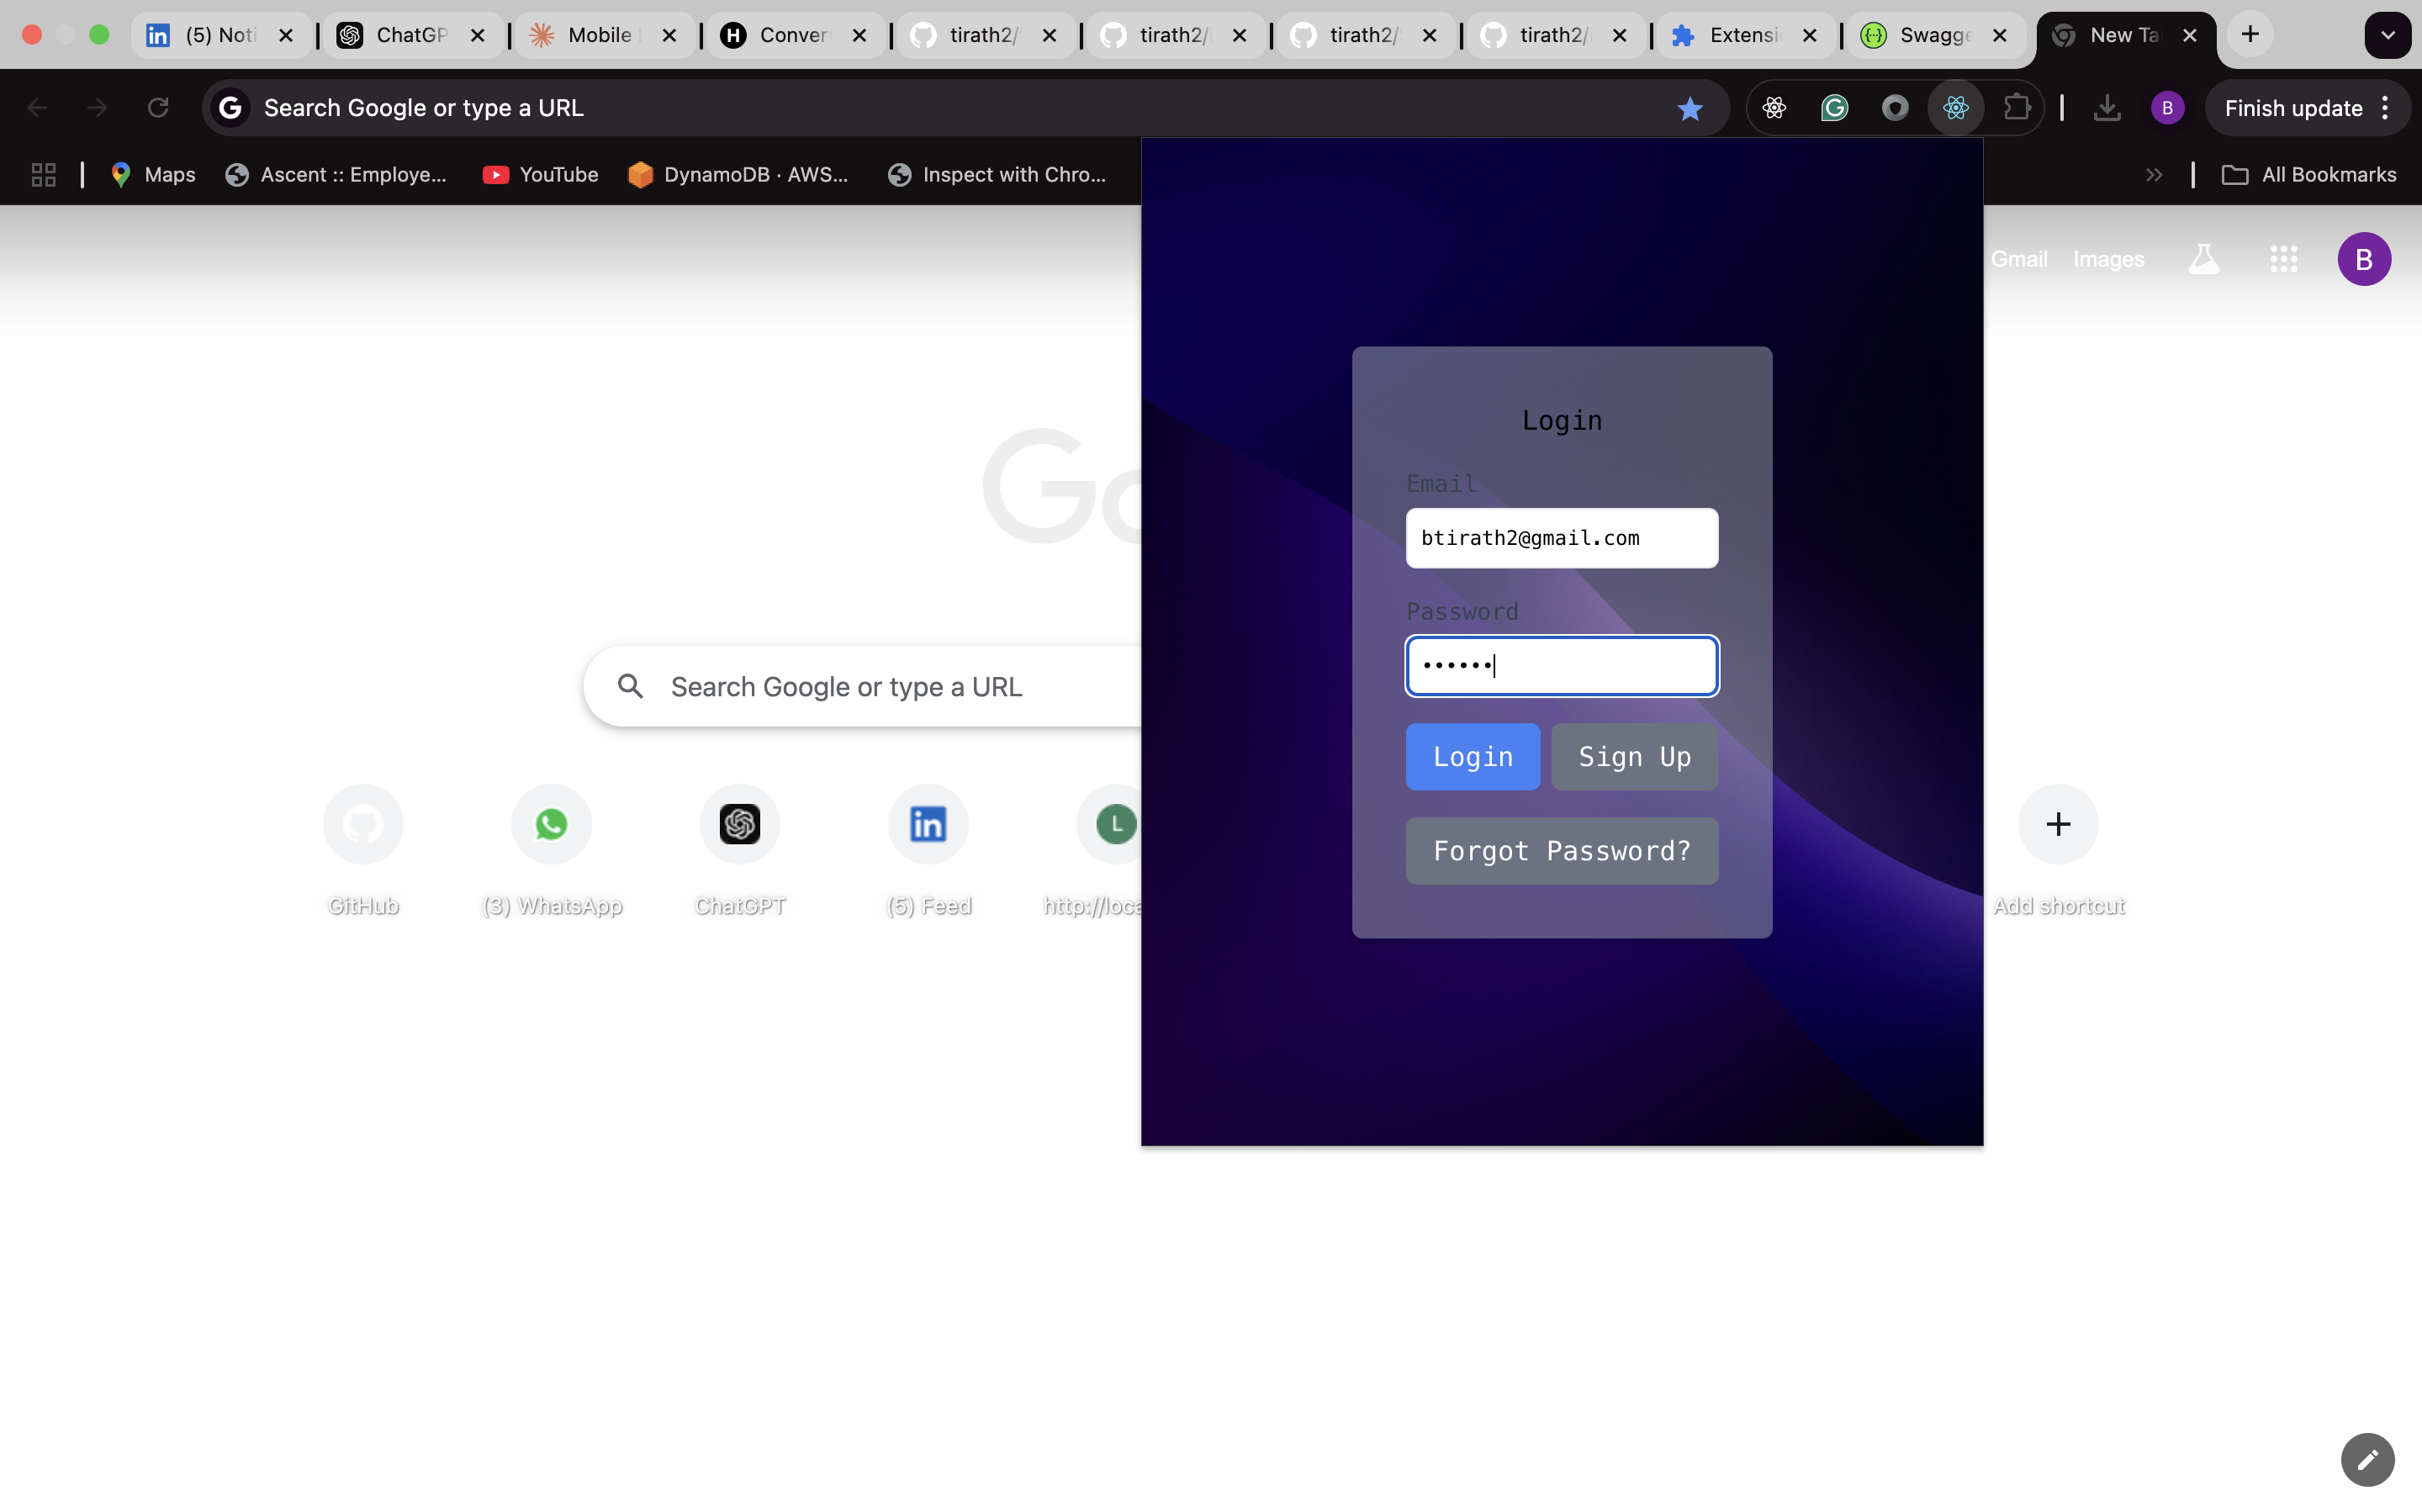 (5) Noti
ChatGP
Mobile
Conver
tirath2/
tirath2/
tirath2/
tirath2/
Extensi
Swagge
New Ta
Search Google or type a URL
Finish update
Maps
Ascent :: Employe...
YouTube
DynamoDB · AWS...
Inspect with Chro...
All Bookmarks
Gmail
Images
B
Go
Search Google or type a URL
GitHub
(3) WhatsApp
ChatGPT
(5) Feed
L
http://loca
Add shortcut
Login
Email
btirath2@gmail.com
Password
••••••
Login
Sign Up
Forgot Password?